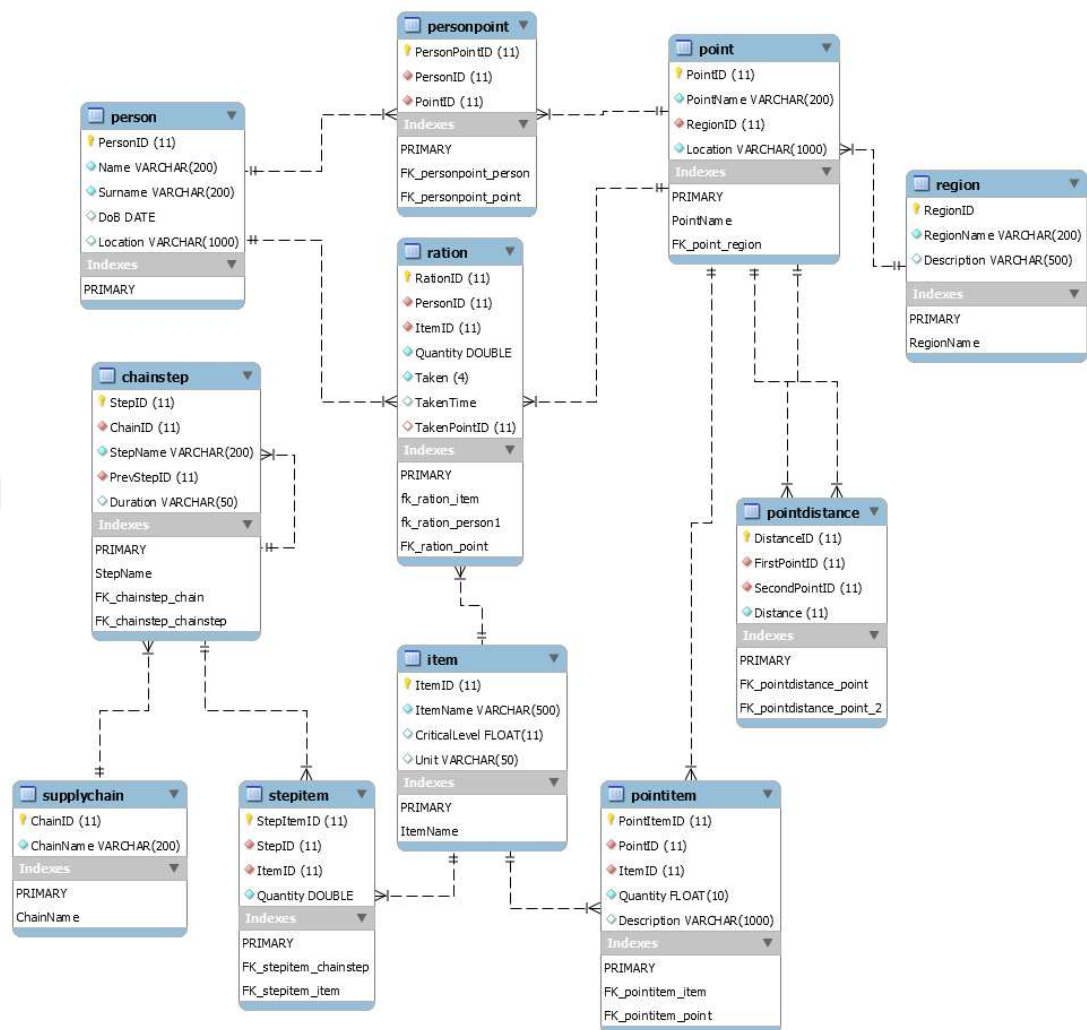 personpoint
PersonPointID (11)
PersonID (11)
PointID (11)
Indexes
PRIMARY
FK_personpoint_person
FK_personpoint_point
point
PointID (11)
PointName VARCHAR(200)
RegionID (11)
Location VARCHAR(1000)
Indexes
PRIMARY
PointName
FK_point_region
person
PersonID (11)
Name VARCHAR(200)
Surname VARCHAR(200)
DoB DATE
Location VARCHAR(1000)
Indexes
PRIMARY
region
RegionID
RegionName VARCHAR(200)
Description VARCHAR(500)
Indexes
PRIMARY
RegionName
ration
RationID (11)
PersonID (11)
ItemID (11)
Quantity DOUBLE
Taken (4)
TakenTime
TakenPointID (11)
Indexes
PRIMARY
fk_ration_item
fk_ration_person1
FK_ration_point
chainstep
StepID (11)
ChainID (11)
StepName VARCHAR(200)
PrevStepID (11)
Duration VARCHAR(50)
Indexes
PRIMARY
StepName
FK_chainstep_chain
FK_chainstep_chainstep
pointdistance
DistanceID (11)
FirstPointID (11)
SecondPointID (11)
Distance (11)
Indexes
PRIMARY
FK_pointdistance_point
FK_pointdistance_point_2
item
ItemID (11)
ItemName VARCHAR(500)
CriticalLevel FLOAT(11)
Unit VARCHAR(50)
Indexes
PRIMARY
ItemName
supplychain
ChainID (11)
ChainName VARCHAR(200)
Indexes
PRIMARY
ChainName
stepitem
StepItemID (11)
StepID (11)
ItemID (11)
Quantity DOUBLE
Indexes
PRIMARY
FK_stepitem_chainstep
FK_stepitem_item
pointitem
PointItemID (11)
PointID (11)
ItemID (11)
Quantity FLOAT(10)
Description VARCHAR(1000)
Indexes
PRIMARY
FK_pointitem_item
FK_pointitem_point